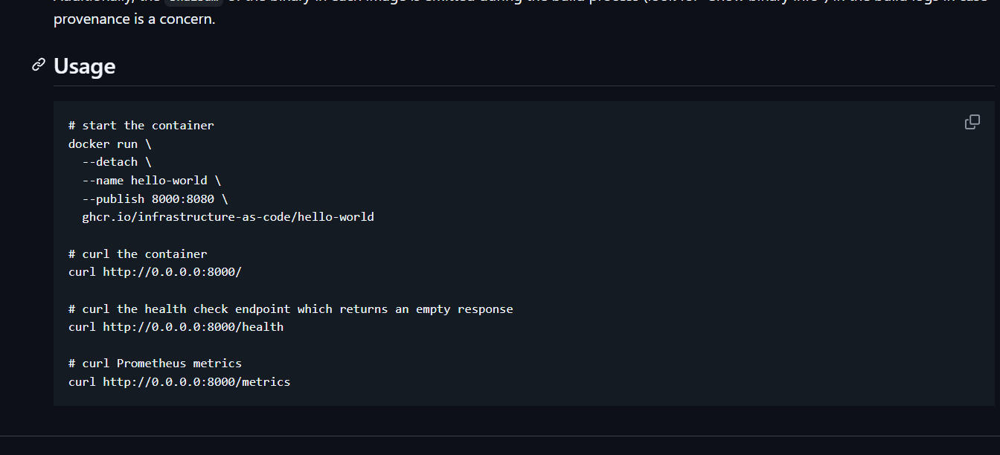 provenance is a concern.
Usage
# start the container
docker run \
  --detach \
  --name hello-world \
  --publish 8000:8080 \
  ghcr.io/infrastructure-as-code/hello-world
# curl the container
curl http://0.0.0.0:8000/
# curl the health check endpoint which returns an empty response
curl http://0.0.0.0:8000/health
# curl Prometheus metrics
curl http://0.0.0.0:8000/metrics